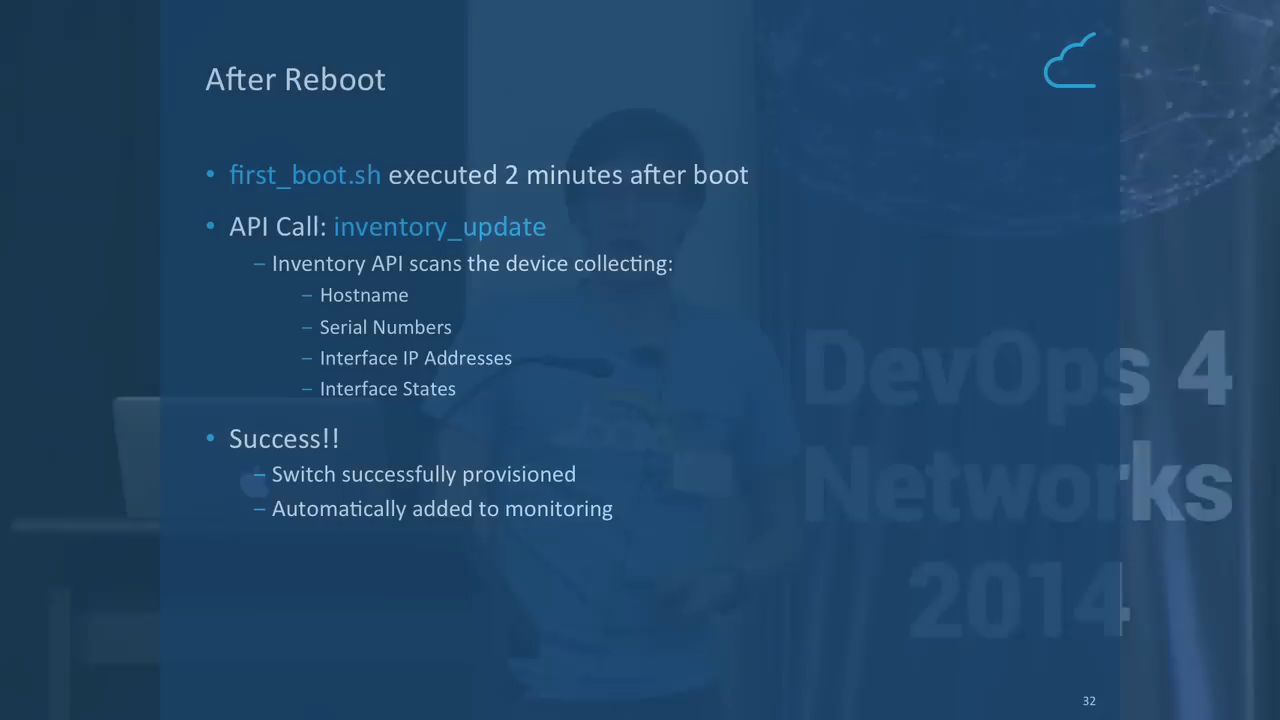 After Reboot
• first_boot.sh executed 2 minutes after boot
• API Call: inventory_update
– Inventory API scans the device collecting:
– Hostname
– Serial Numbers
– Interface IP Addresses
– Interface States
• Success!!
– Switch successfully provisioned
– Automatically added to monitoring
DevOps 4
Networks
2014
32